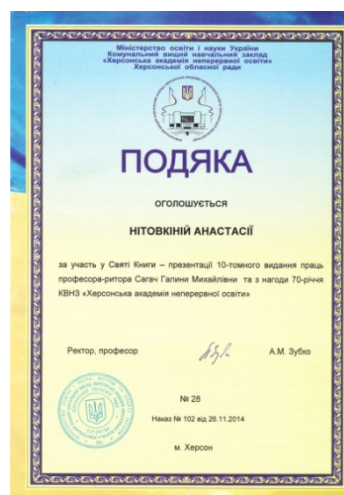 Міністерство освіти і науки України
Комунальний вищий навчальний заклад
«Херсонська академія неперервної освіти»
Херсонської обласної ради
ПОДЯКА
ОГОЛОШУЄТЬСЯ
НІТОВКІНІЙ АНАСТАСІЇ
за участь у Святі Книги – презентації 10-томного видання праць
професора-ритора Сагач Галини Михайлівни та з нагоди 70-річчя
КВНЗ «Херсонська академія неперервної освіти»
Ректор, професор А.М. Зубко
№ 28
Наказ № 102 від 26.11.2014
м. Херсон